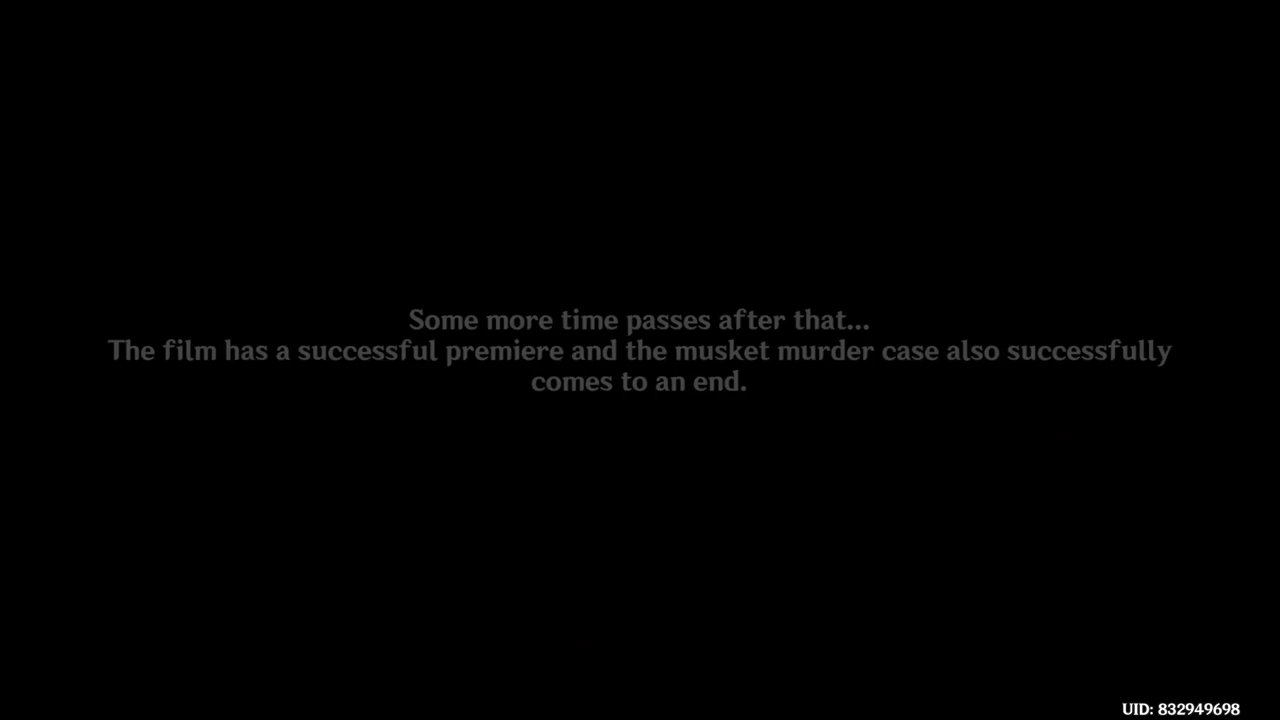 Some more time passes after that...
The film has a successful premiere and the musket murder case also successfully
comes to an end.
UID: 832949698